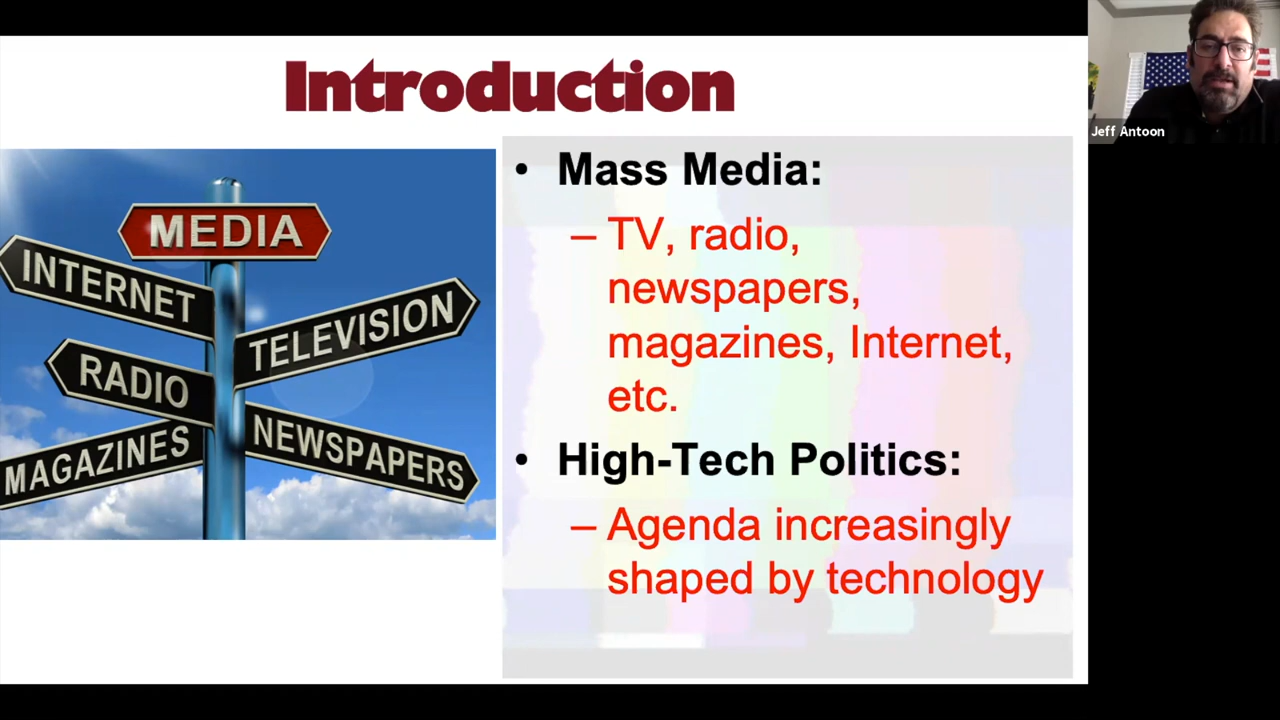 Introduction
MEDIA
INTERNET
TELEVISION
RADIO
NEWSPAPERS
MAGAZINES
• Mass Media:
– TV, radio,
newspapers,
magazines, Internet,
etc.
• High-Tech Politics:
– Agenda increasingly
shaped by technology
Jeff Antoon